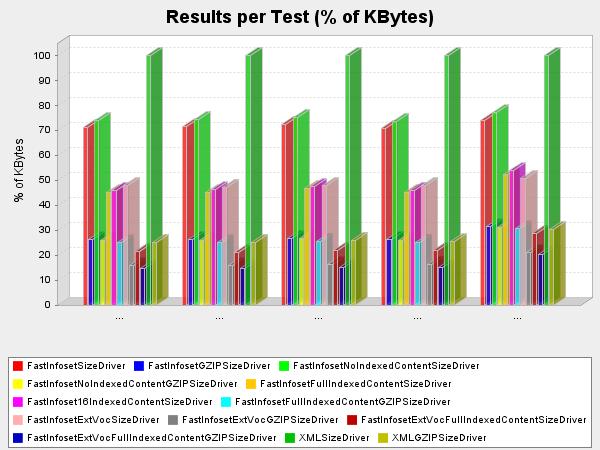 Results per Test (% of KBytes)
100
90
80
70
60
50
40
30
20
10
0
% of KBytes
... ... ... ... ...
FastInfosetSizeDriver FastInfosetGZIPSizeDriver FastInfosetNoIndexedContentSizeDriver
FastInfosetNoIndexedContentGZIPSizeDriver FastInfosetFullIndexedContentSizeDriver
FastInfoset16IndexedContentSizeDriver FastInfosetFullIndexedContentGZIPSizeDriver
FastInfosetExtVocSizeDriver FastInfosetExtVocGZIPSizeDriver FastInfosetExtVocFullIndexedContentSizeDriver
FastInfosetExtVocFullIndexedContentGZIPSizeDriver XMLSizeDriver XMLGZIPSizeDriver